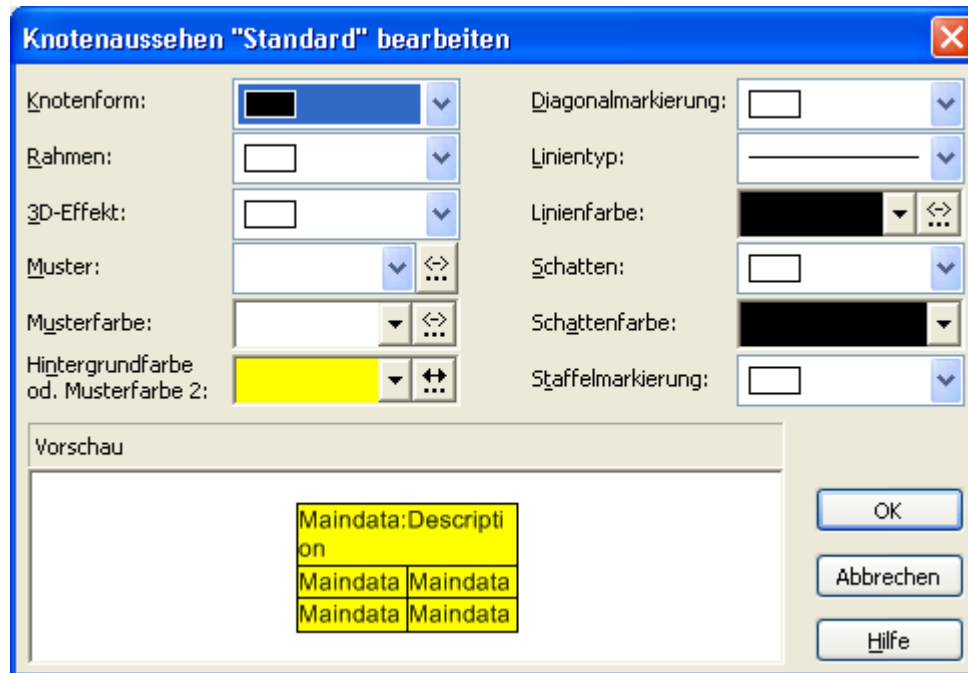 Knotenaussehen "Standard" bearbeiten
Knotenform:
Rahmen:
3D-Effekt:
Muster:
Musterfarbe:
Hintergrundfarbe
od. Musterfarbe 2:
Diagonalmarkierung:
Linientyp:
Linienfarbe:
Schatten:
Schattenfarbe:
Staffelmarkierung:
Vorschau
Maindata:Descripti
on
Maindata Maindata
Maindata Maindata
OK
Abbrechen
Hilfe